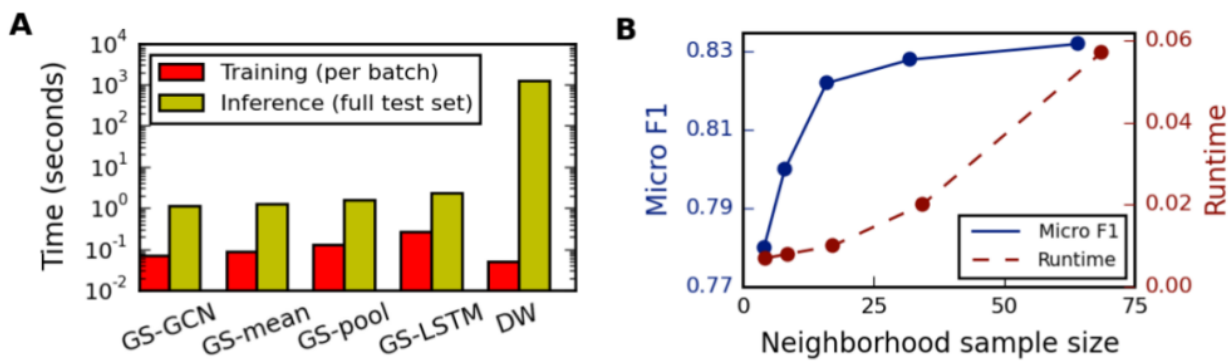 A
Time (seconds)
10^4
10^3
10^2
10^1
10^0
10^-1
10^-2
Training (per batch)
Inference (full test set)
GS-GCN
GS-mean
GS-pool
GS-LSTM
DW
B
Micro F1
0.83
0.81
0.79
0.77
0
25
50
75
Neighborhood sample size
Micro F1
Runtime
0.06
0.04
0.02
0.00
Runtime